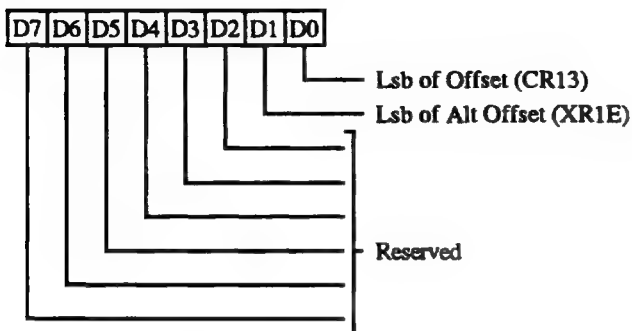 D7 D6 D5 D4 D3 D2 D1 D0
Lsb of Offset (CR13)
Lsb of Alt Offset (XR1E)
Reserved